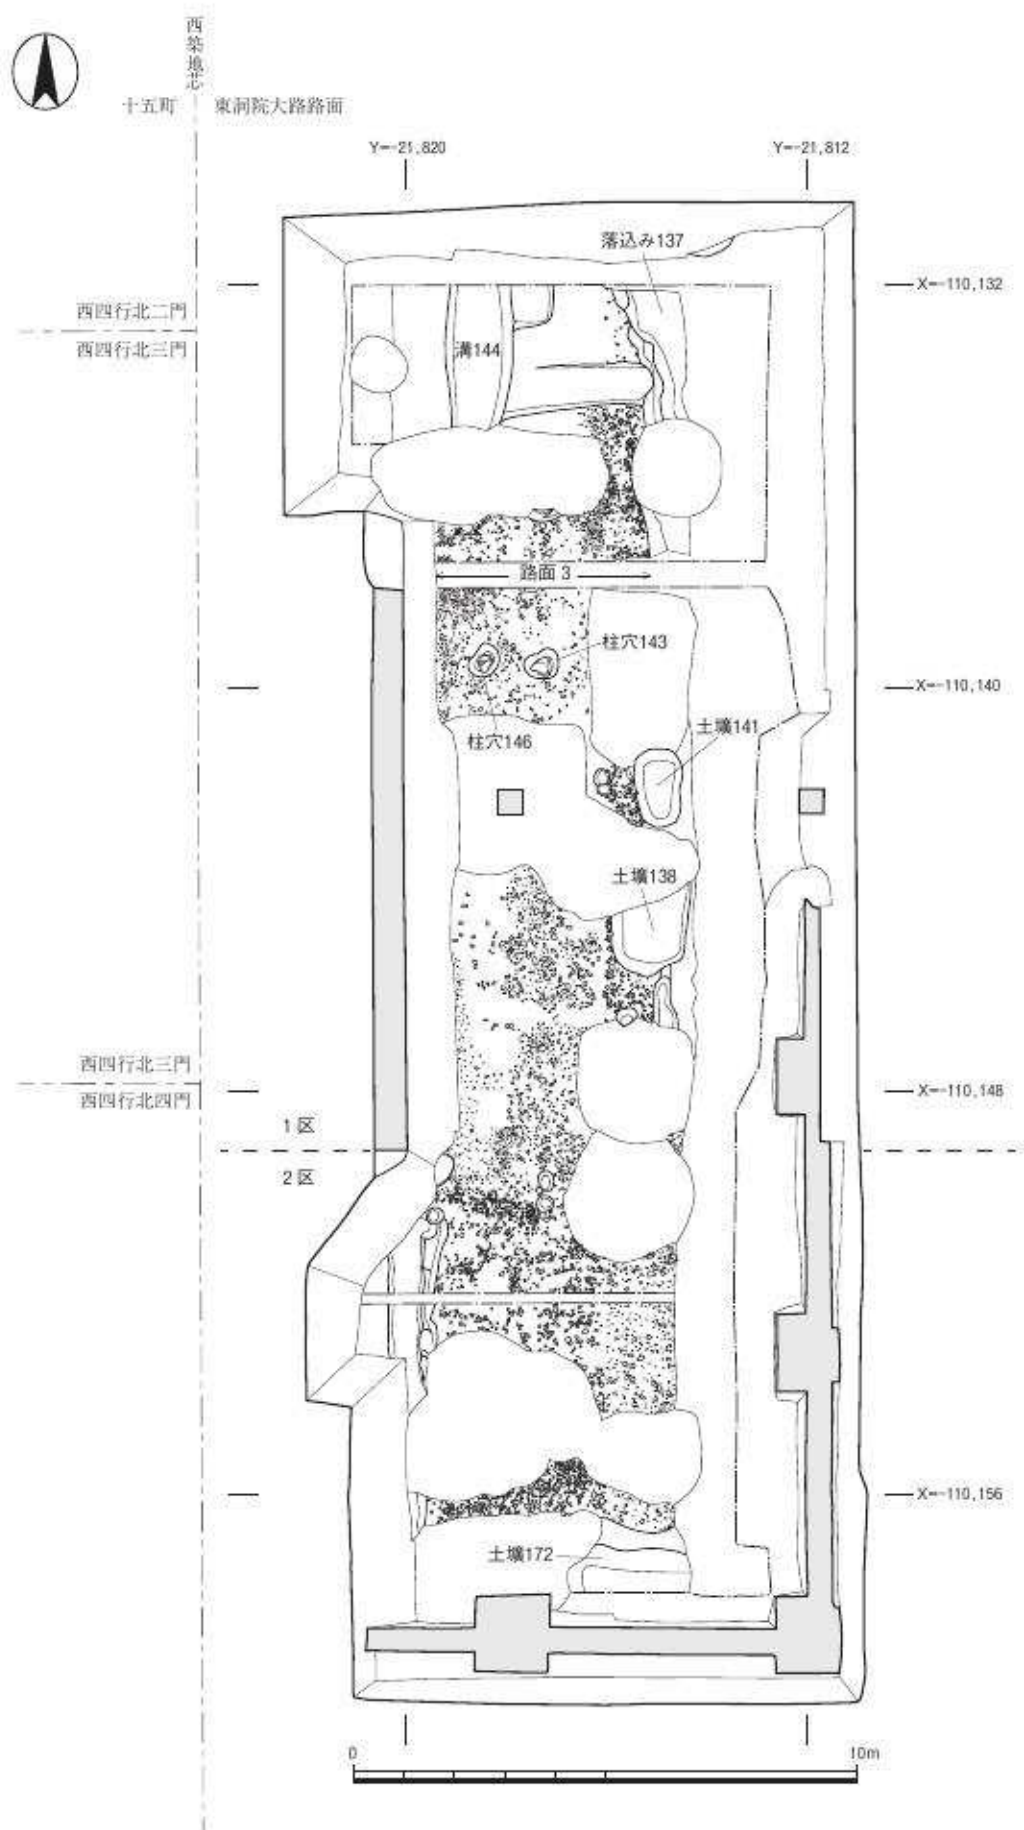 西築地芯
十五町
東洞院大路路面
Y=-21,820
Y=-21,812
落込み137
X=-110,132
西四行北二門
西四行北三門
溝144
路面3
柱穴143
X=-110,140
柱穴146
土壙141
土壙138
西四行北三門
西四行北四門
X=-110,148
1区
2区
X=-110,156
土壙172
0
10m